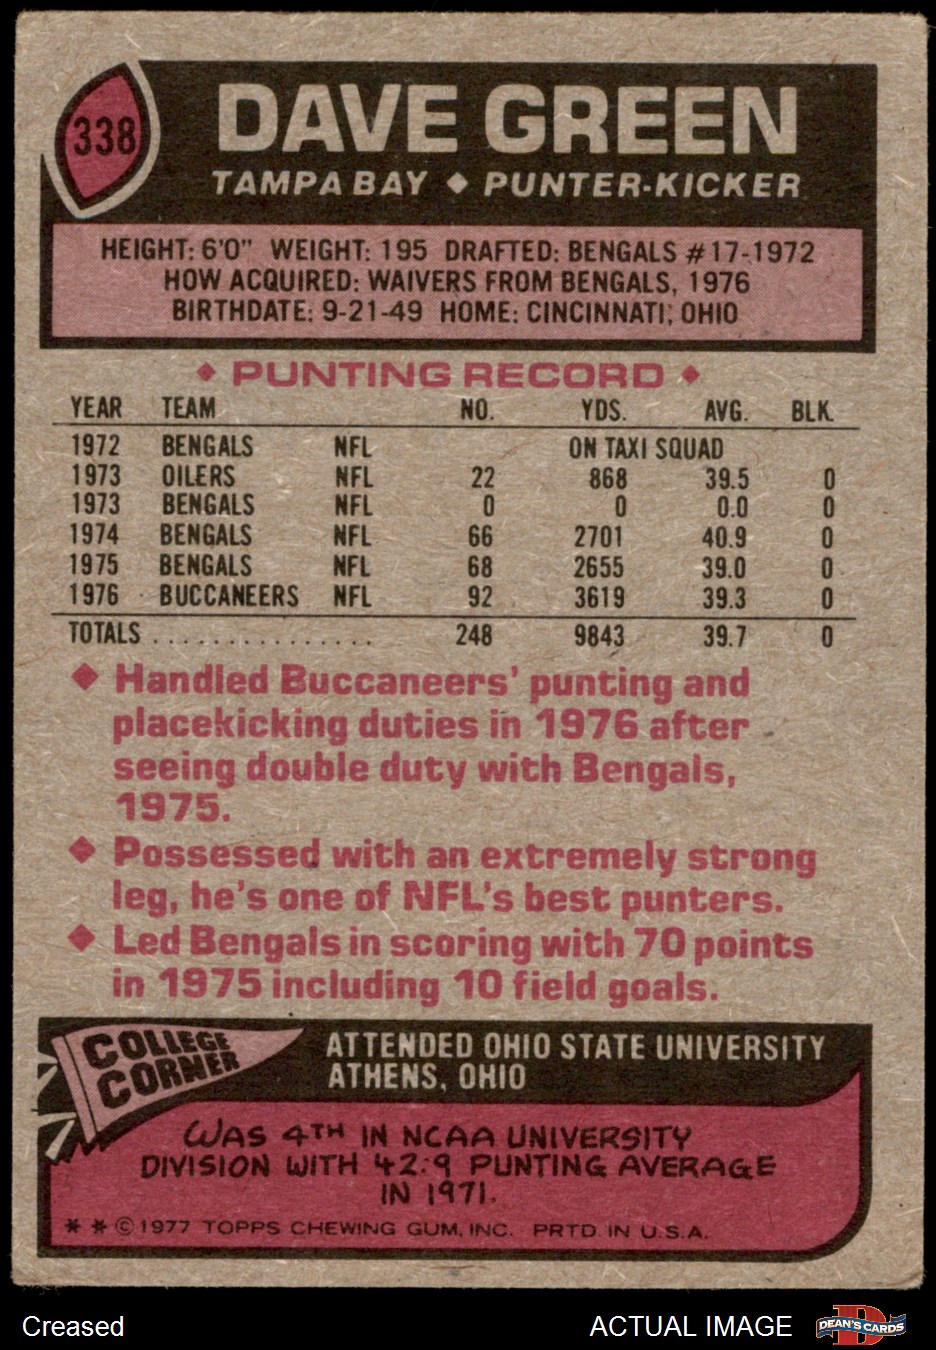 338
DAVE GREEN
TAMPA BAY ◆ PUNTER-KICKER
HEIGHT: 6'0" WEIGHT: 195 DRAFTED: BENGALS #17-1972
HOW ACQUIRED: WAIVERS FROM BENGALS, 1976
BIRTHDATE: 9-21-49 HOME: CINCINNATI, OHIO
◆ PUNTING RECORD ◆
YEAR TEAM NO. YDS. AVG. BLK.
1972 BENGALS NFL ON TAXI SQUAD
1973 OILERS NFL 22 868 39.5 0
1973 BENGALS NFL 0 0 0.0 0
1974 BENGALS NFL 66 2701 40.9 0
1975 BENGALS NFL 68 2655 39.0 0
1976 BUCCANEERS NFL 92 3619 39.3 0
TOTALS ................ 248 9843 39.7 0
◆ Handled Buccaneers' punting and
placekicking duties in 1976 after
seeing double duty with Bengals,
1975.
◆ Possessed with an extremely strong
leg, he's one of NFL's best punters.
◆ Led Bengals in scoring with 70 points
in 1975 including 10 field goals.
COLLEGE
CORNER
ATTENDED OHIO STATE UNIVERSITY
ATHENS, OHIO
WAS 4TH IN NCAA UNIVERSITY
DIVISION WITH 42.9 PUNTING AVERAGE
IN 1971.
* * © 1977 TOPPS CHEWING GUM, INC. PRTD. IN U.S.A.
Creased
ACTUAL IMAGE
D
DEAN'S CARDS